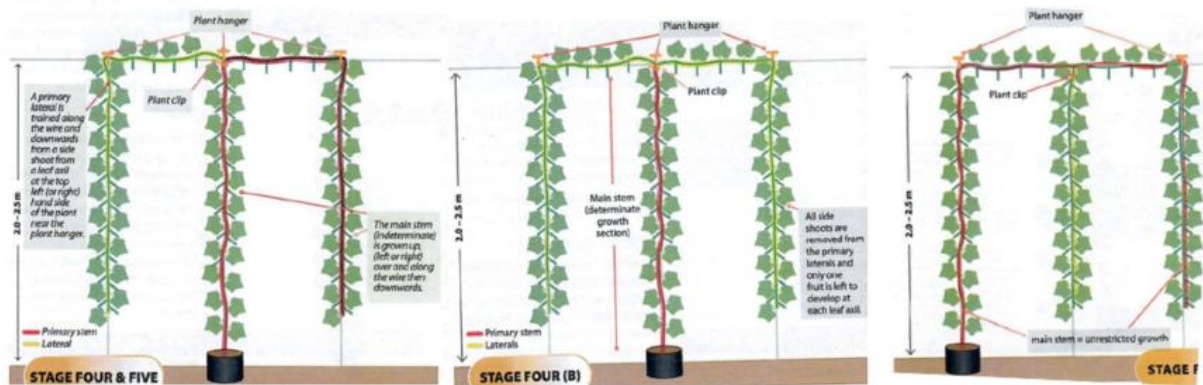 Plant hanger
2.0 – 2.5 m
A primary
lateral is
trained along
the wire and
downwards
from a side
shoot from
a leaf axil
at the top
left (or right)
hand side
of the plant
near the
plant hanger.
Plant clip
The main stem
(indeterminate)
is grown up,
(left or right)
over and along
the wire then
downwards.
Primary stem
Lateral
STAGE FOUR & FIVE
Plant hanger
Plant clip
2.0 – 2.5 m
Main stem
(determinate
growth
section)
All side
shoots are
removed from
the primary
laterals and
only one
fruit is left to
develop at
each leaf axil.
Primary stem
Laterals
STAGE FOUR (B)
Plant hanger
Plant clip
2.0 – 2.5 m
main stem = unrestricted growth
STAGE F